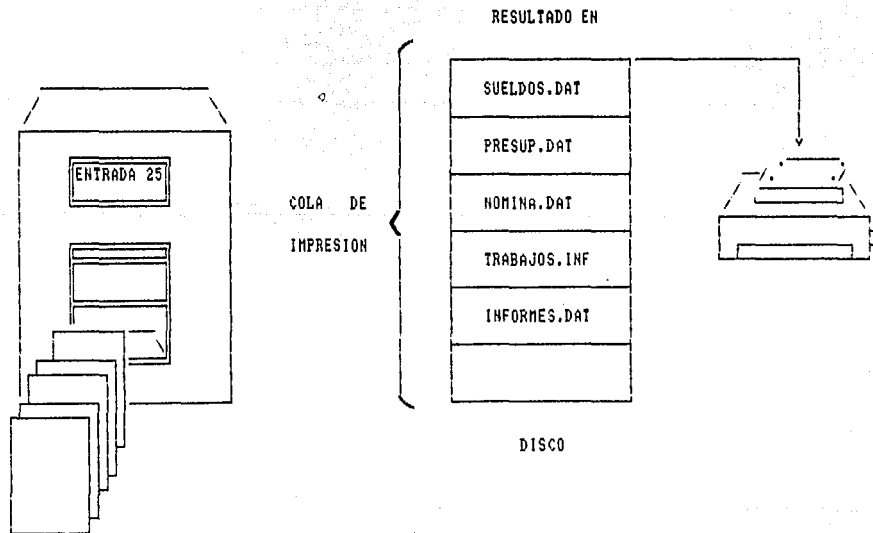 RESULTADO EN
SUELDOS.DAT
PRESUP.DAT
ENTRADA 25
NOMINA.DAT
COLA DE
IMPRESION
TRABAJOS.INF
INFORMES.DAT
DISCO